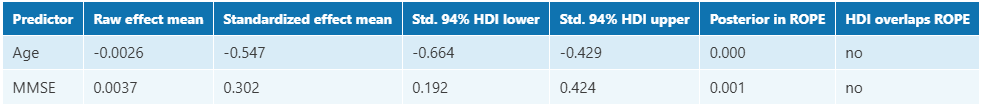 Predictor Raw effect mean Standardized effect mean Std. 94% HDI lower Std. 94% HDI upper Posterior in ROPE HDI overlaps ROPE
Age -0.0026 -0.547 -0.664 -0.429 0.000 no
MMSE 0.0037 0.302 0.192 0.424 0.001 no